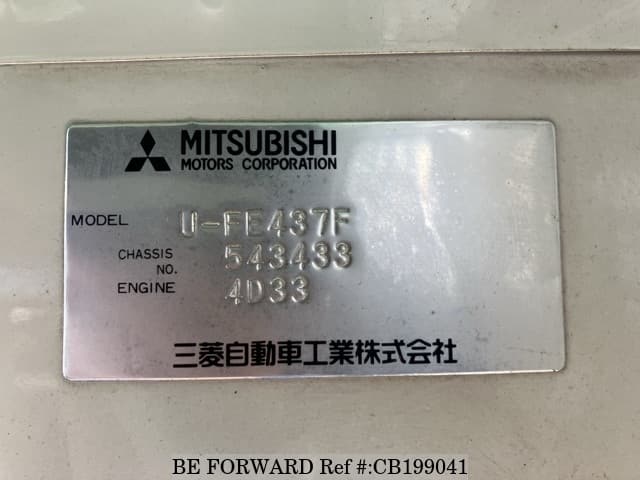 MITSUBISHI
MOTORS CORPORATION
MODEL U-FE437F
CHASSIS NO. 543433
ENGINE 4D33
三菱自動車工業株式会社
BE FORWARD Ref #:CB199041